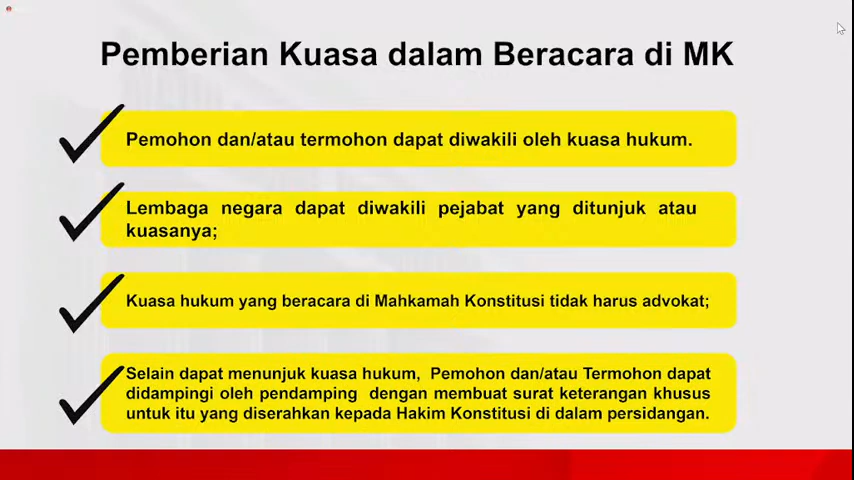 Pemberian Kuasa dalam Beracara di MK
Pemohon dan/atau termohon dapat diwakili oleh kuasa hukum.
Lembaga negara dapat diwakili pejabat yang ditunjuk atau
kuasanya;
Kuasa hukum yang beracara di Mahkamah Konstitusi tidak harus advokat;
Selain dapat menunjuk kuasa hukum, Pemohon dan/atau Termohon dapat
didampingi oleh pendamping dengan membuat surat keterangan khusus
untuk itu yang diserahkan kepada Hakim Konstitusi di dalam persidangan.